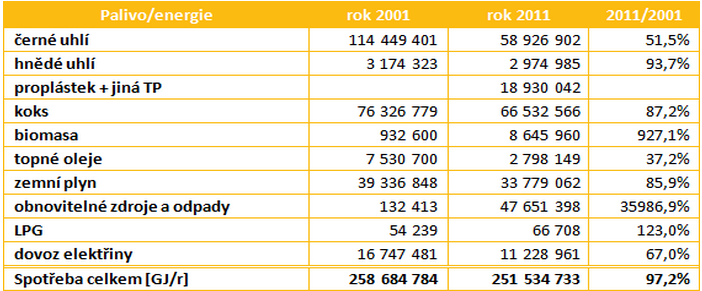 Palivo/energie rok 2001 rok 2011 2011/2001
černé uhlí 114 449 401 58 926 902 51,5%
hnědé uhlí 3 174 323 2 974 985 93,7%
proplástek + jiná TP 18 930 042
koks 76 326 779 66 532 566 87,2%
biomasa 932 600 8 645 960 927,1%
topné oleje 7 530 700 2 798 149 37,2%
zemní plyn 39 336 848 33 779 062 85,9%
obnovitelné zdroje a odpady 132 413 47 651 398 35986,9%
LPG 54 239 66 708 123,0%
dovoz elektřiny 16 747 481 11 228 961 67,0%
Spotřeba celkem [GJ/r] 258 684 784 251 534 733 97,2%